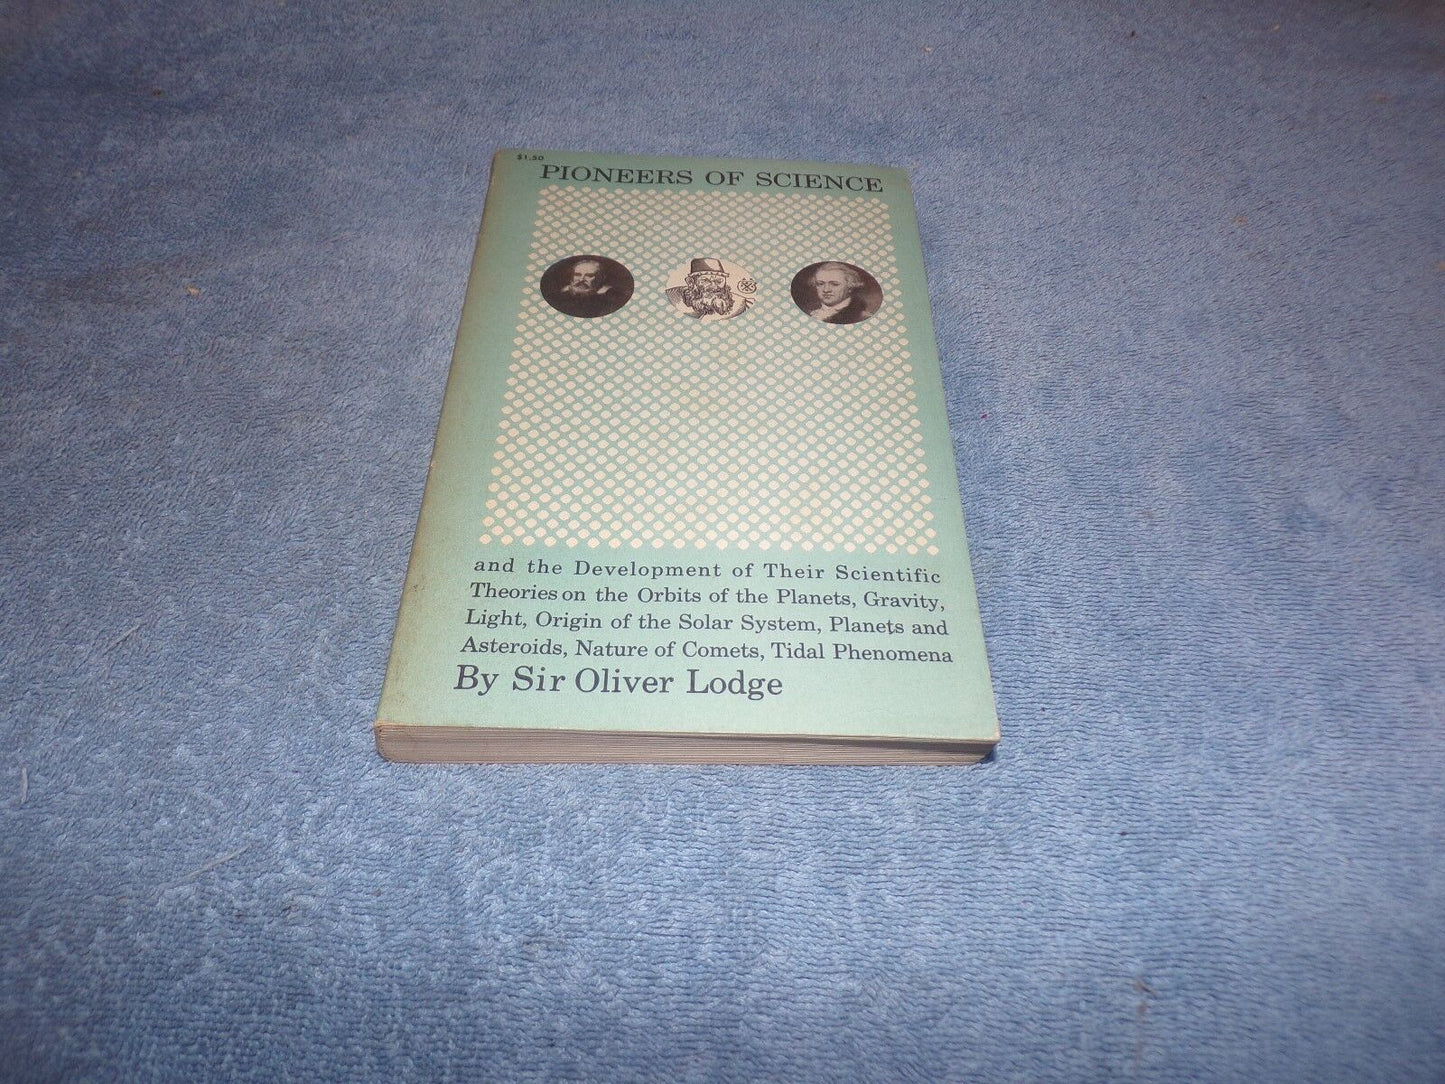 $1.50
PIONEERS OF SCIENCE
and the Development of Their Scientific
Theories on the Orbits of the Planets, Gravity,
Light, Origin of the Solar System, Planets and
Asteroids, Nature of Comets, Tidal Phenomena
By Sir Oliver Lodge